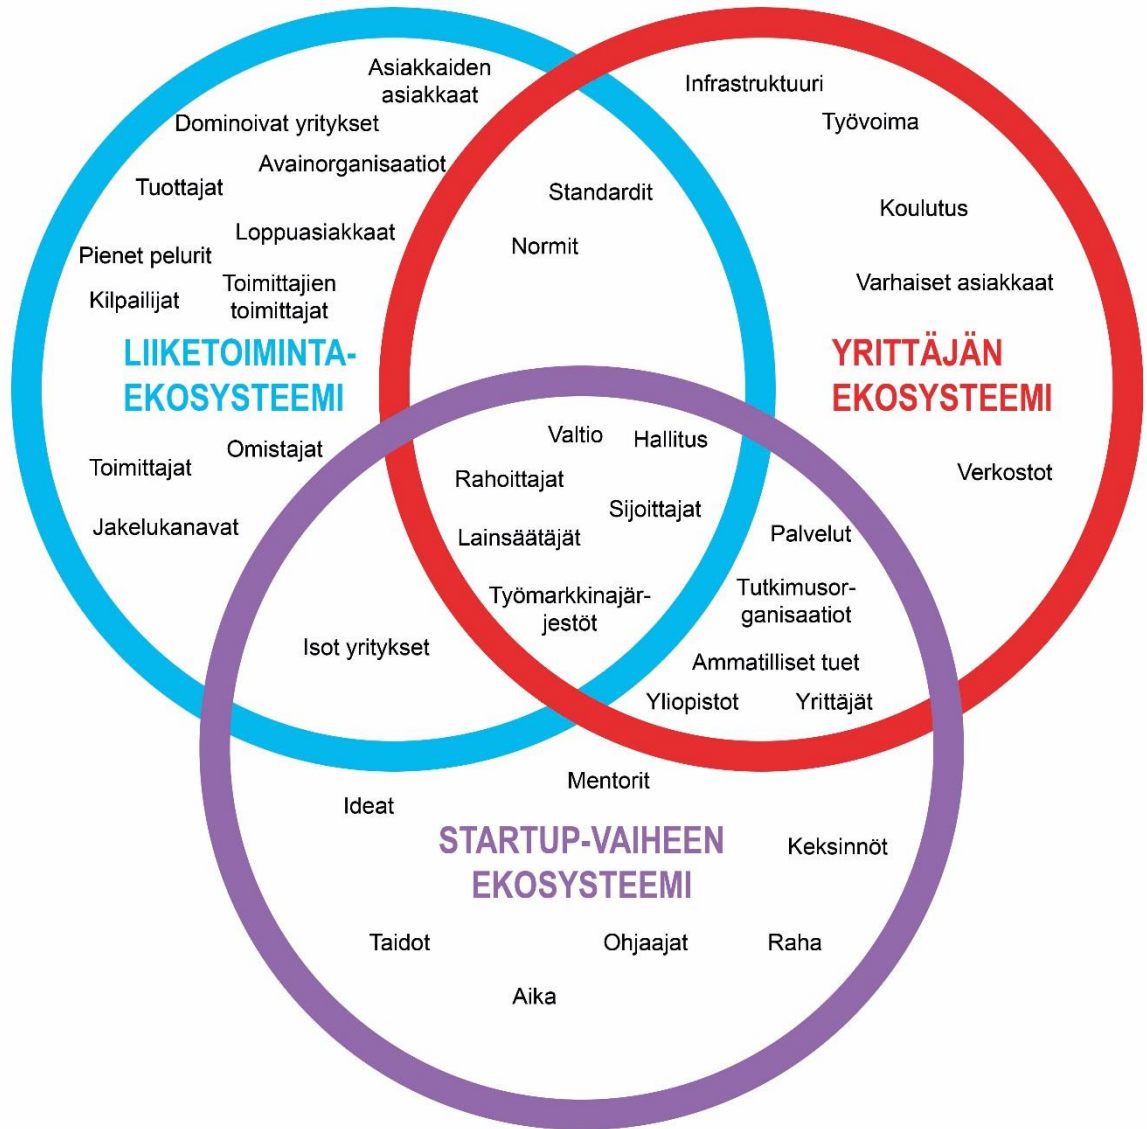 Asiakkaiden
asiakkaat
Dominoivat yritykset
Avainorganisaatiot
Tuottajat
Loppuasiakkaat
Pienet pelurit
Toimittajien
toimittajat
Kilpailijat
LIIKETOIMINTA-
EKOSYSTEEMI
Omistajat
Toimittajat
Jakelukanavat
Standardit
Normit
Infrastruktuuri
Työvoima
Koulutus
Varhaiset asiakkaat
YRITTÄJÄN
EKOSYSTEEMI
Verkostot
Valtio
Hallitus
Rahoittajat
Sijoittajat
Lainsäätäjät
Työmarkkinajär-
jestöt
Isot yritykset
Palvelut
Tutkimusor-
ganisaatiot
Ammatilliset tuet
Yliopistot
Yrittäjät
Mentorit
Ideat
STARTUP-VAIHEEN
EKOSYSTEEMI
Keksinnöt
Taidot
Ohjaajat
Raha
Aika